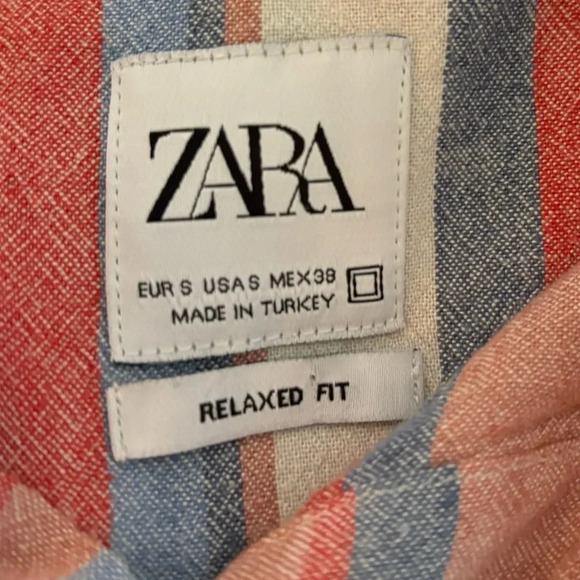 ZARA
EUR S USA S MEX 38
MADE IN TURKEY
RELAXED FIT